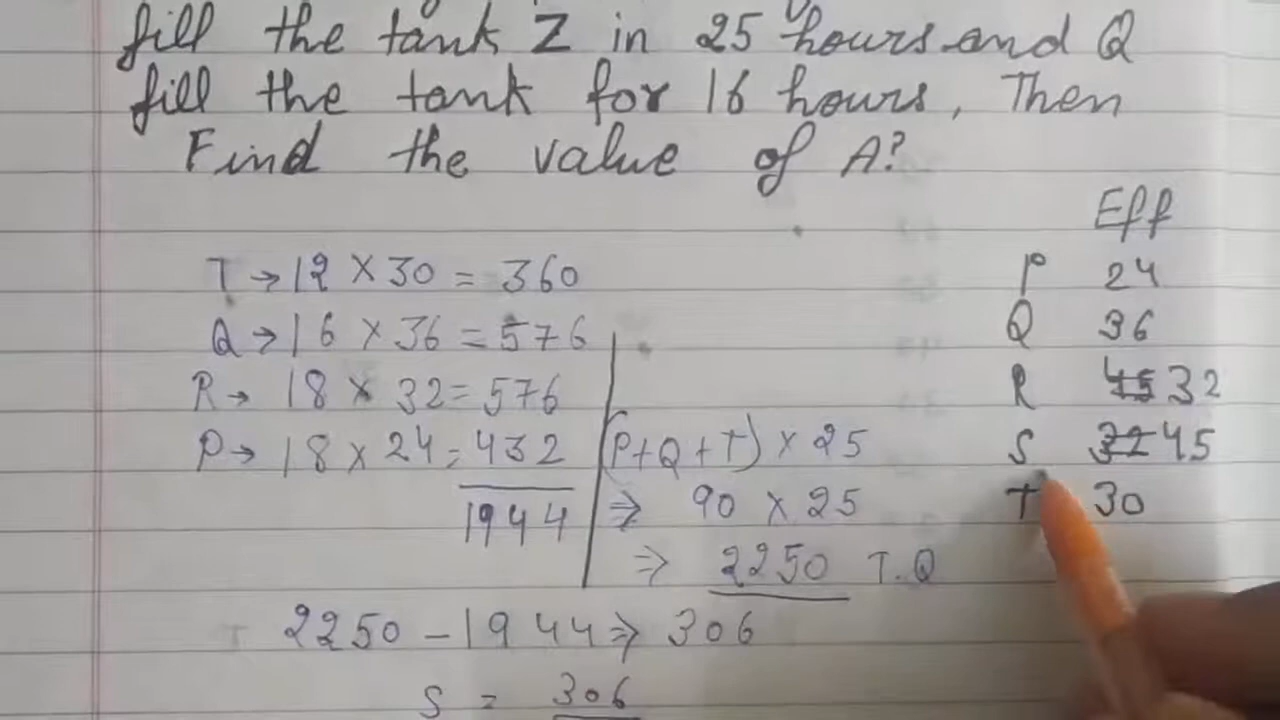 fill the tank Z in 25 hours and Q
fill the tank for 16 hours, Then
Find the value of A?
T → 12 × 30 = 360
Q → 16 × 36 = 576
R → 18 × 32 = 576
P → 18 × 24 = 432
1944
(P+Q+T) × 25
⇒ 90 × 25
⇒ 2250 T.Q
2250 - 1944 ⇒ 306
S = 306
Eff
P 24
Q 36
R 45 32
S 32 45
T 30